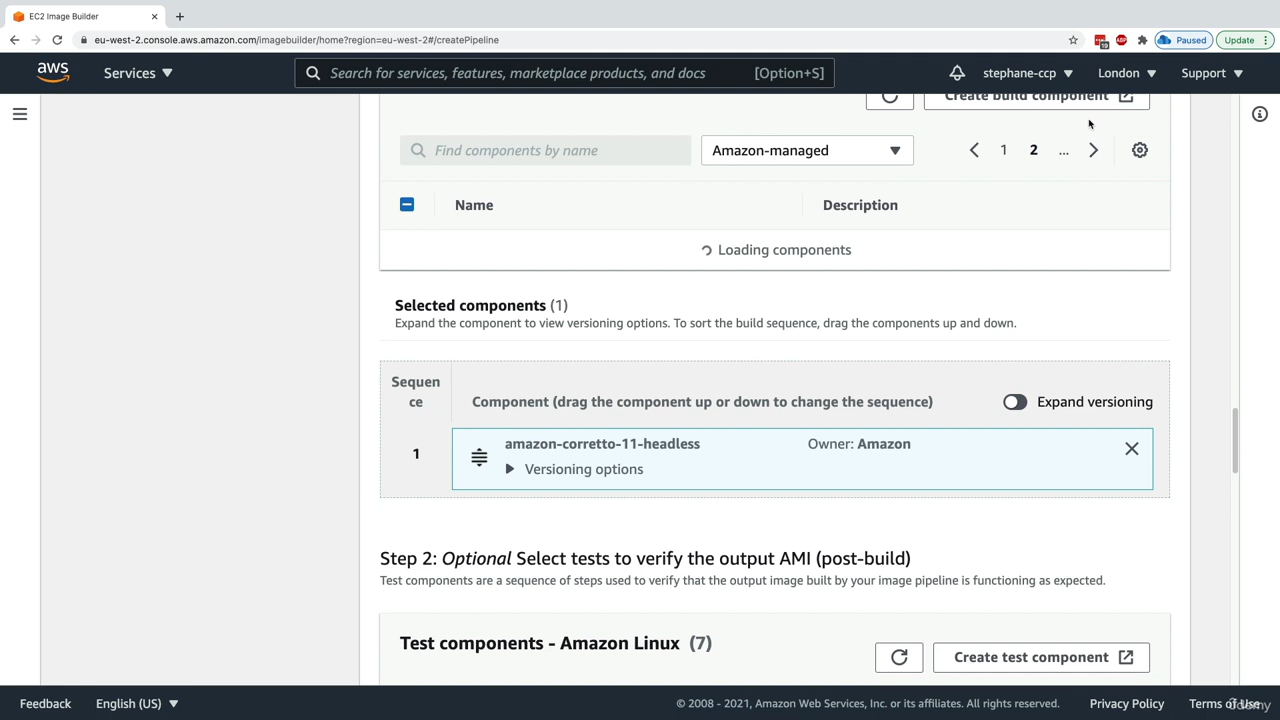 EC2 Image Builder
eu-west-2.console.aws.amazon.com/imagebuilder/home?region=eu-west-2#/createPipeline
19
ABP
Paused
Update
aws
Services
Search for services, features, marketplace products, and docs
[Option+S]
stephane-ccp
London
Support
Create build component
Find components by name
Amazon-managed
1
2
...
Name
Description
Loading components
Selected components (1)
Expand the component to view versioning options. To sort the build sequence, drag the components up and down.
Sequen
ce
Component (drag the component up or down to change the sequence)
Expand versioning
1
amazon-corretto-11-headless
Owner: Amazon
Versioning options
Step 2: Optional Select tests to verify the output AMI (post-build)
Test components are a sequence of steps used to verify that the output image built by your image pipeline is functioning as expected.
Test components - Amazon Linux (7)
Create test component
Feedback
English (US)
© 2008 - 2021, Amazon Web Services, Inc. or its affiliates. All rights reserved.
Privacy Policy
Terms of Use
Udemy